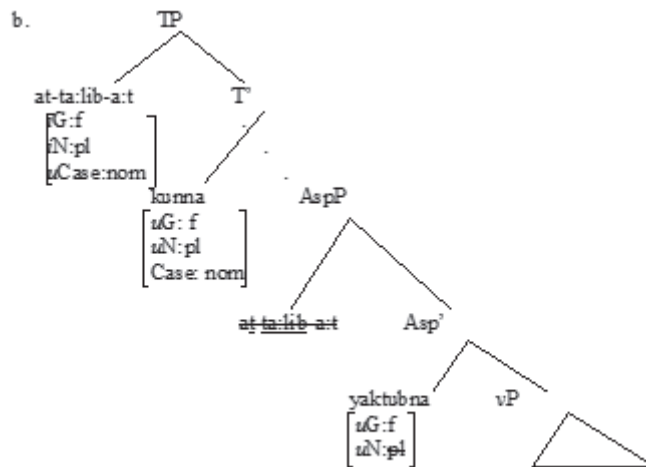 b. TP
at-ta:lib-a:t T'
iG:f
iN:pl
uCase:nom
kunna AspP
uG: f
uN:pl
Case: nom
at-ta:lib-a:t Asp'
yaktubna vP
uG:f
uN:pl